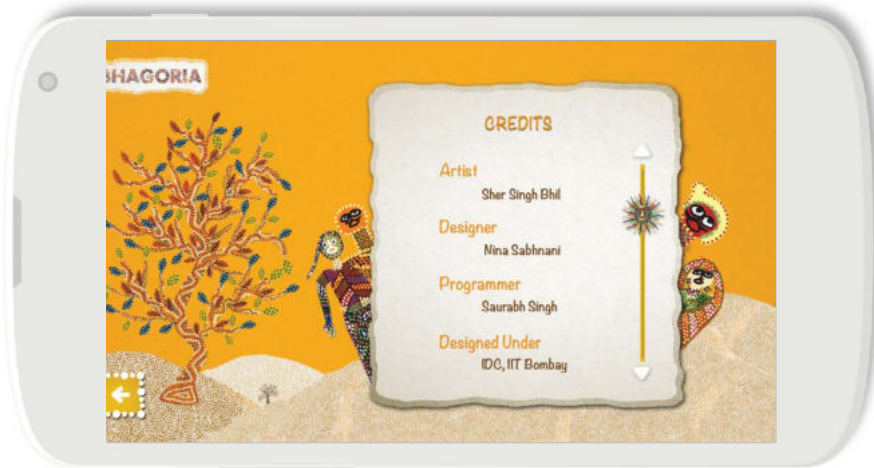 BHAGORIA
CREDITS
Artist
Sher Singh Bhil
Designer
Nina Sabhnani
Programmer
Saurabh Singh
Designed Under
IDC, IIT Bombay